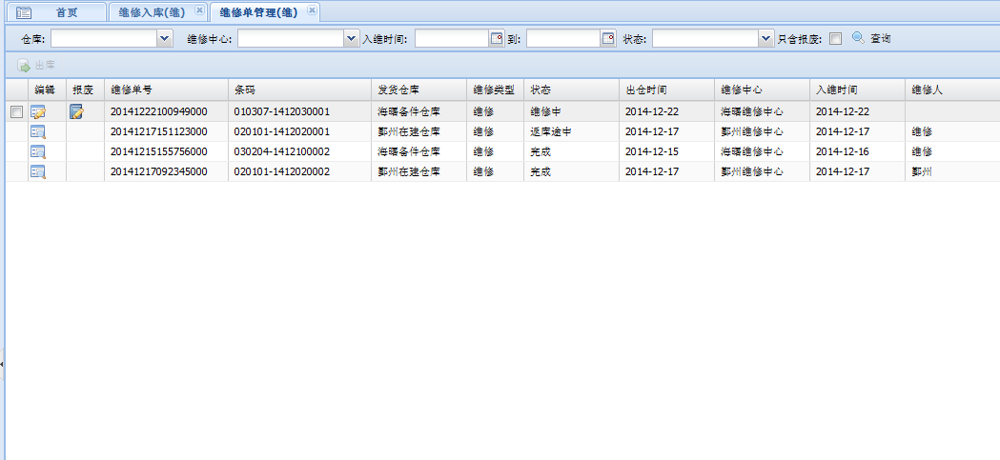 首页 维修入库(维) 维修单管理(维)
仓库: 维修中心: 入维时间: 到: 状态: 只含报废: 查询
出库
编辑 报废 维修单号 条码 发货仓库 维修类型 状态 出仓时间 维修中心 入维时间 维修人
20141222100949000 010307-1412030001 海曙备件仓库 维修 维修中 2014-12-22 海曙维修中心 2014-12-22
20141217151123000 020101-1412020001 鄞州在建仓库 维修 返库途中 2014-12-17 鄞州维修中心 2014-12-17 维修
20141215155756000 030204-1412100002 海曙备件仓库 维修 完成 2014-12-15 海曙维修中心 2014-12-16 维修
20141217092345000 020101-1412020002 鄞州在建仓库 维修 完成 2014-12-17 鄞州维修中心 2014-12-17 鄞州